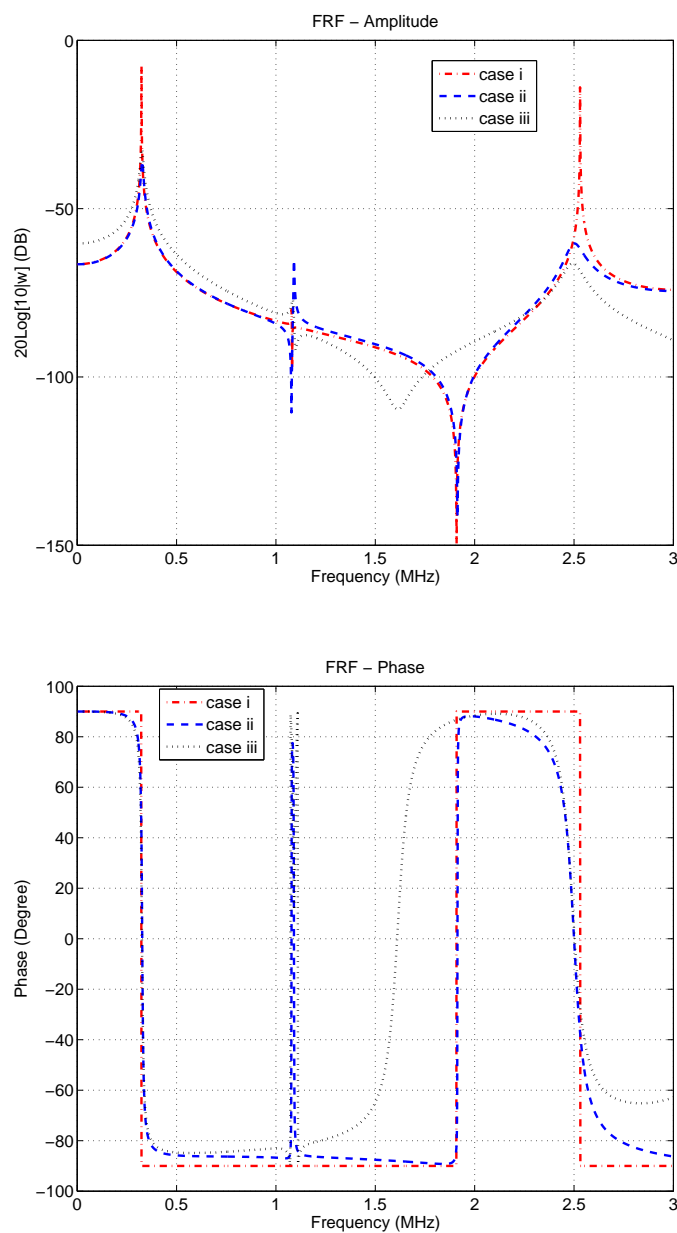 FRF − Amplitude
0
−50
−100
−150
20Log[10|w] (DB)
case i
case ii
case iii
0 0.5 1 1.5 2 2.5 3
Frequency (MHz)
FRF − Phase
100
80
60
40
20
0
−20
−40
−60
−80
−100
Phase (Degree)
case i
case ii
case iii
0 0.5 1 1.5 2 2.5 3
Frequency (MHz)